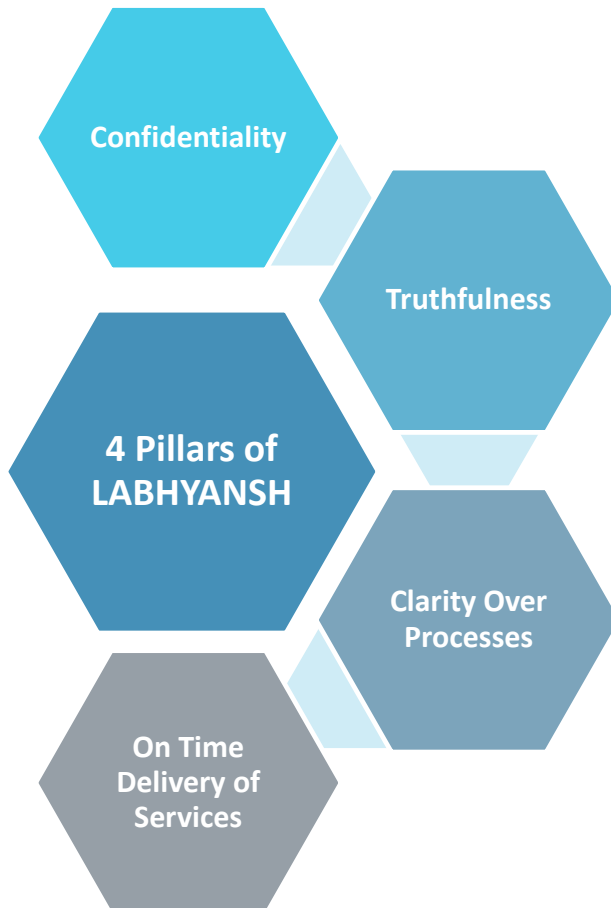 Confidentiality
Truthfulness
4 Pillars of
LABHYANSH
Clarity Over
Processes
On Time
Delivery of
Services